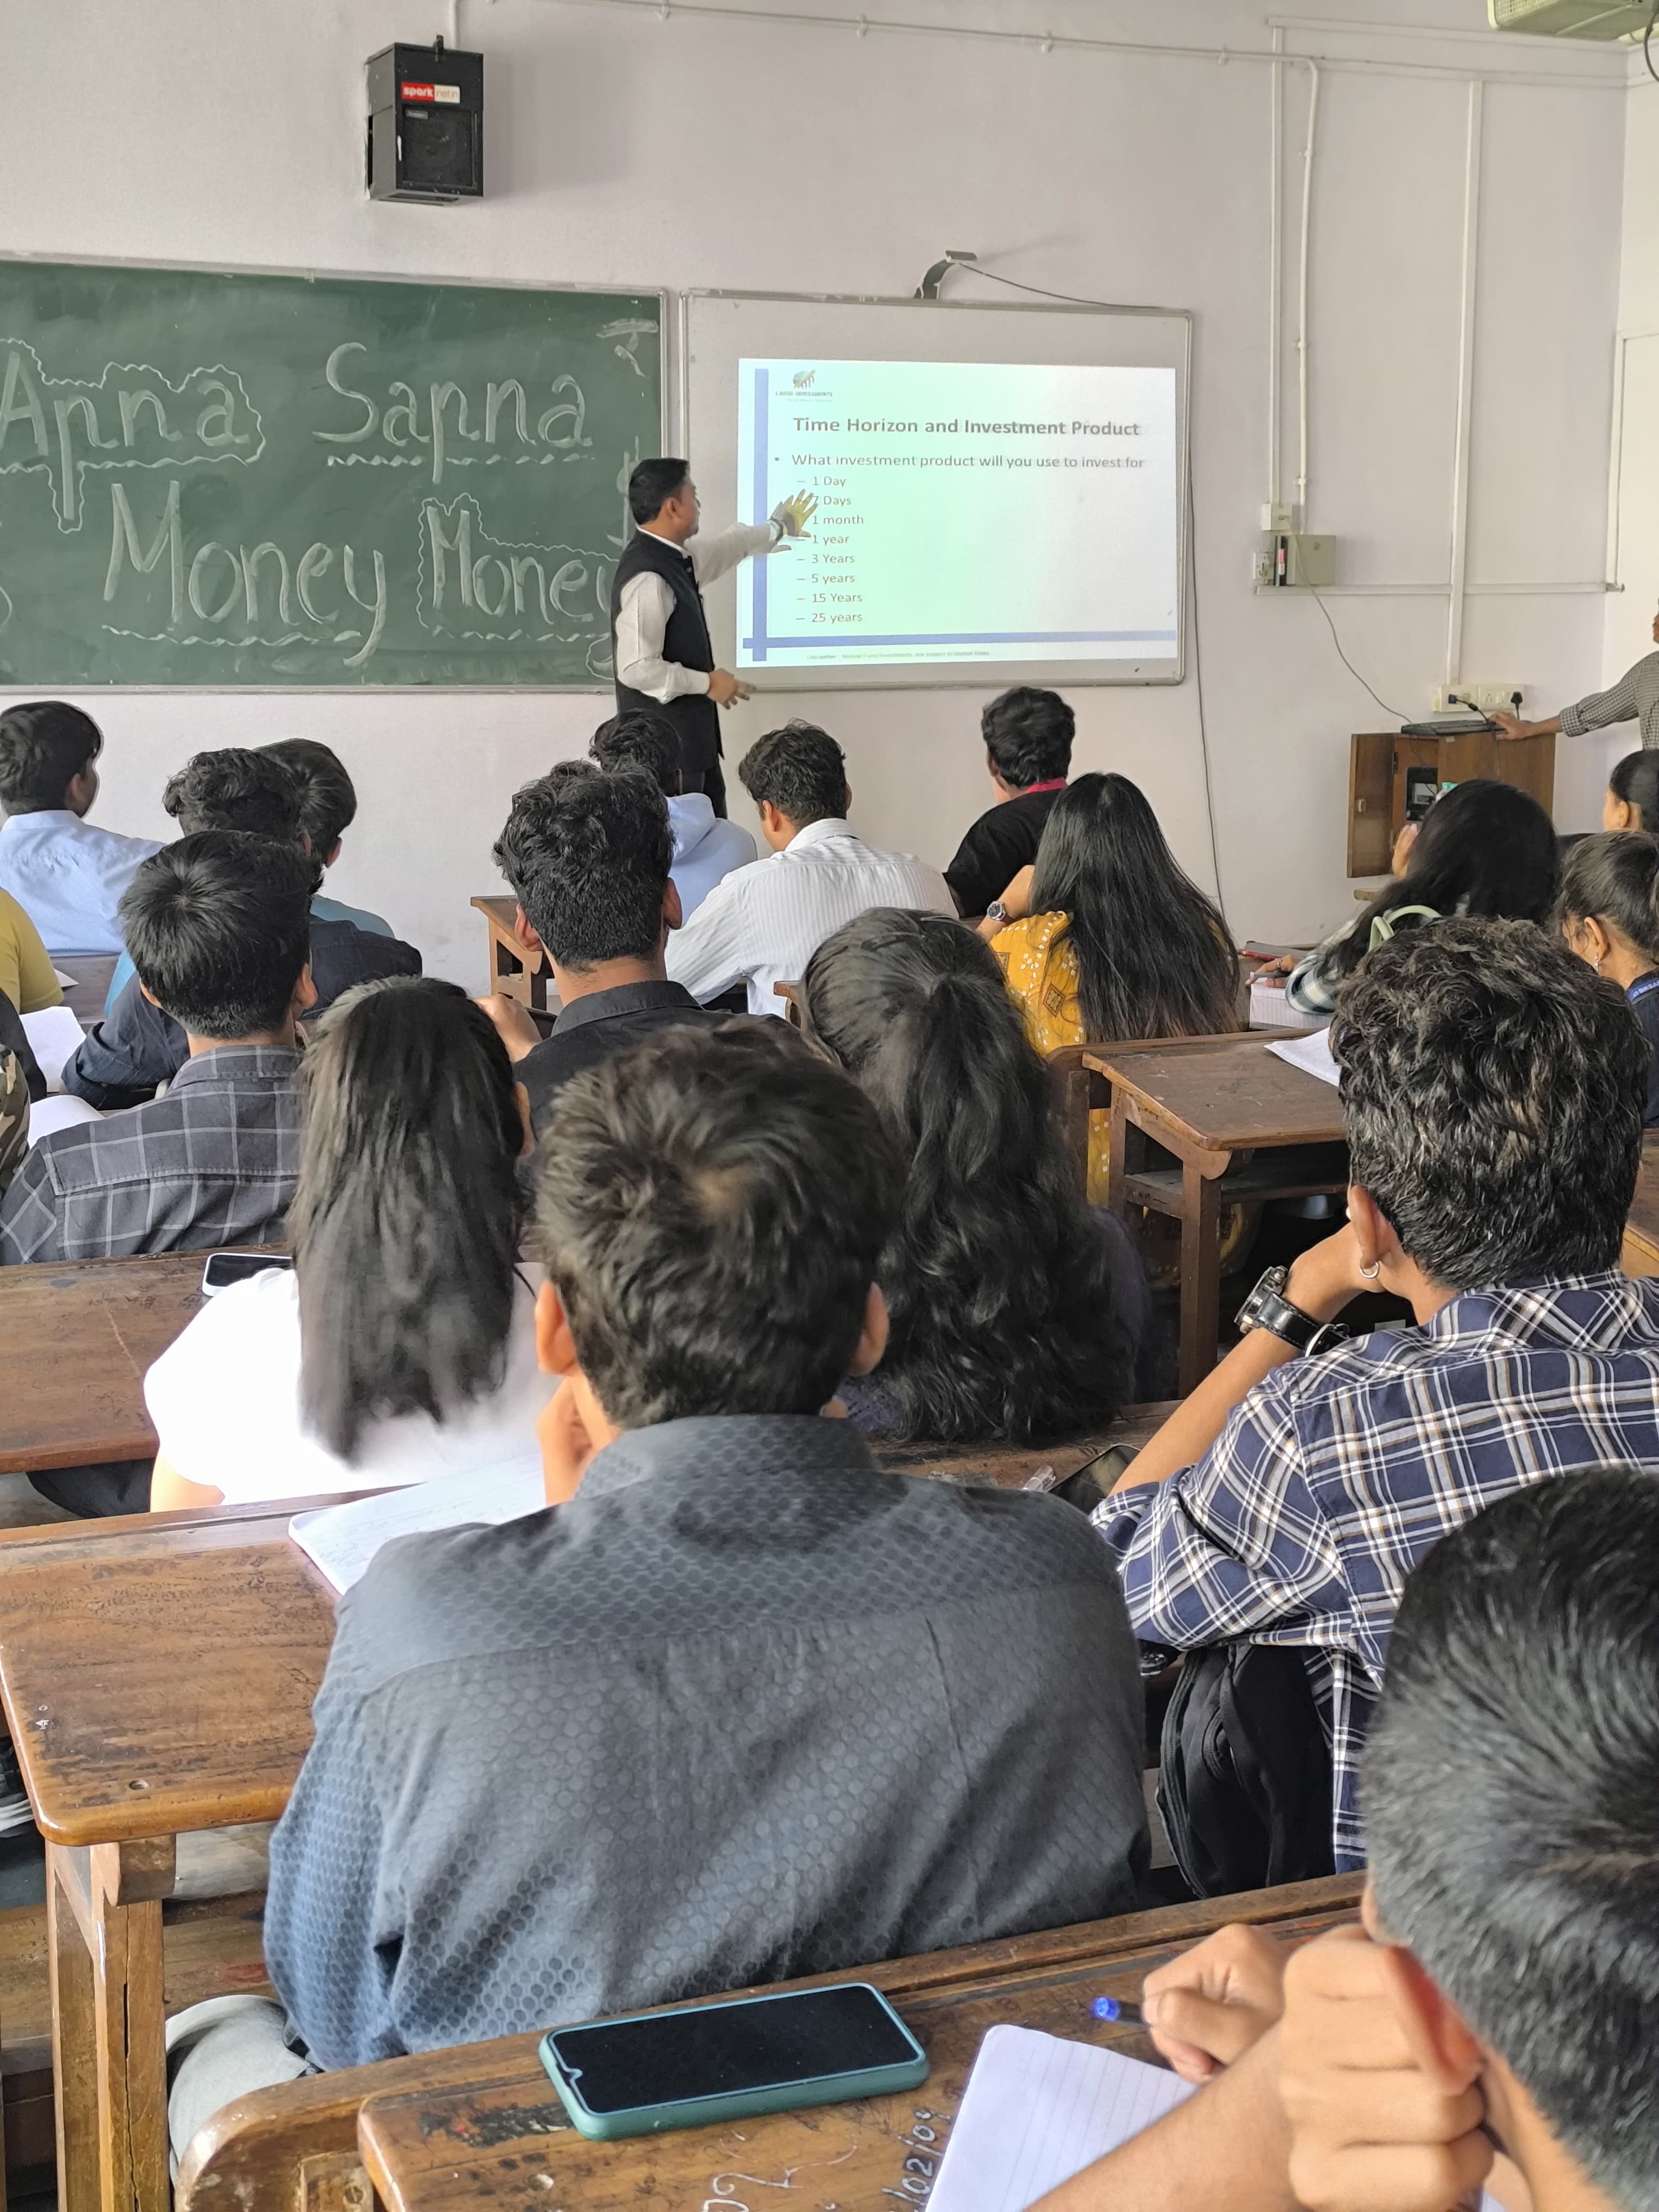 spark
Apna Sapna
Money Money
₹
$
Time Horizon and Investment Product
• What investment product will you use to invest for
– 1 Day
– 7 Days
1 month
– 1 year
– 3 Years
– 5 years
– 15 Years
– 25 years